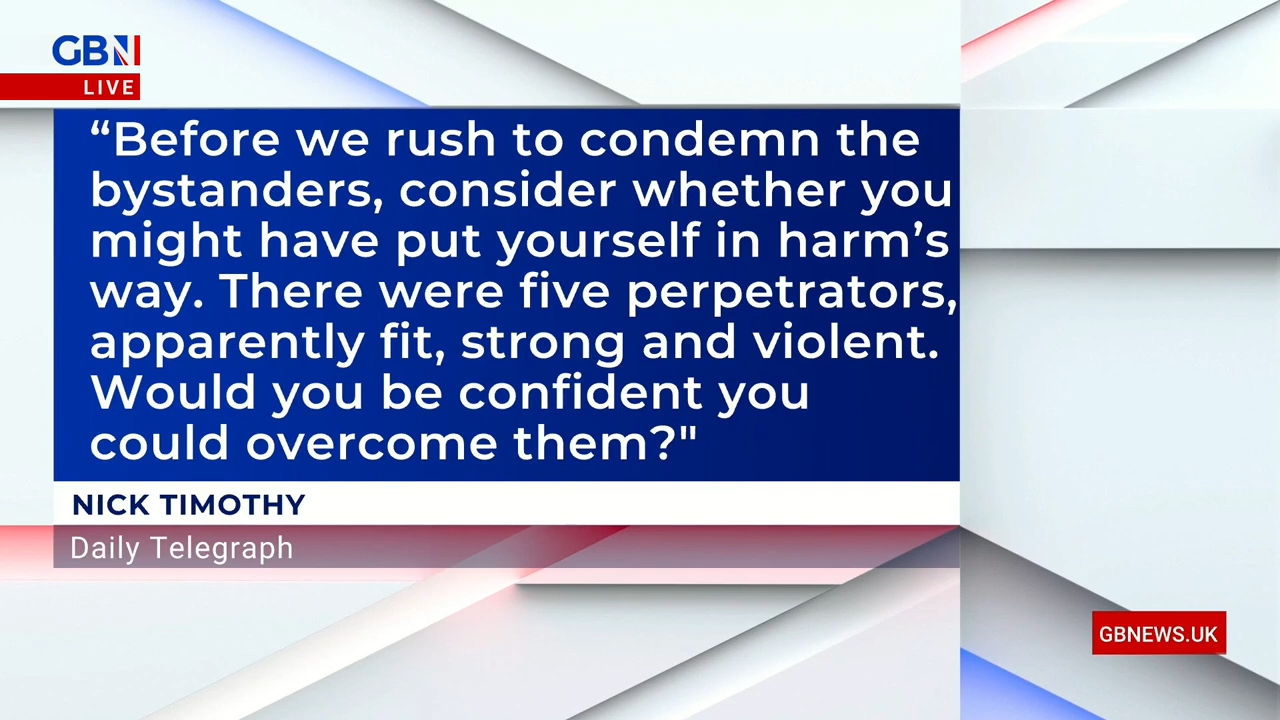 GBN
LIVE
“Before we rush to condemn the
bystanders, consider whether you
might have put yourself in harm’s
way. There were five perpetrators,
apparently fit, strong and violent.
Would you be confident you
could overcome them?"
NICK TIMOTHY
Daily Telegraph
GBNEWS.UK